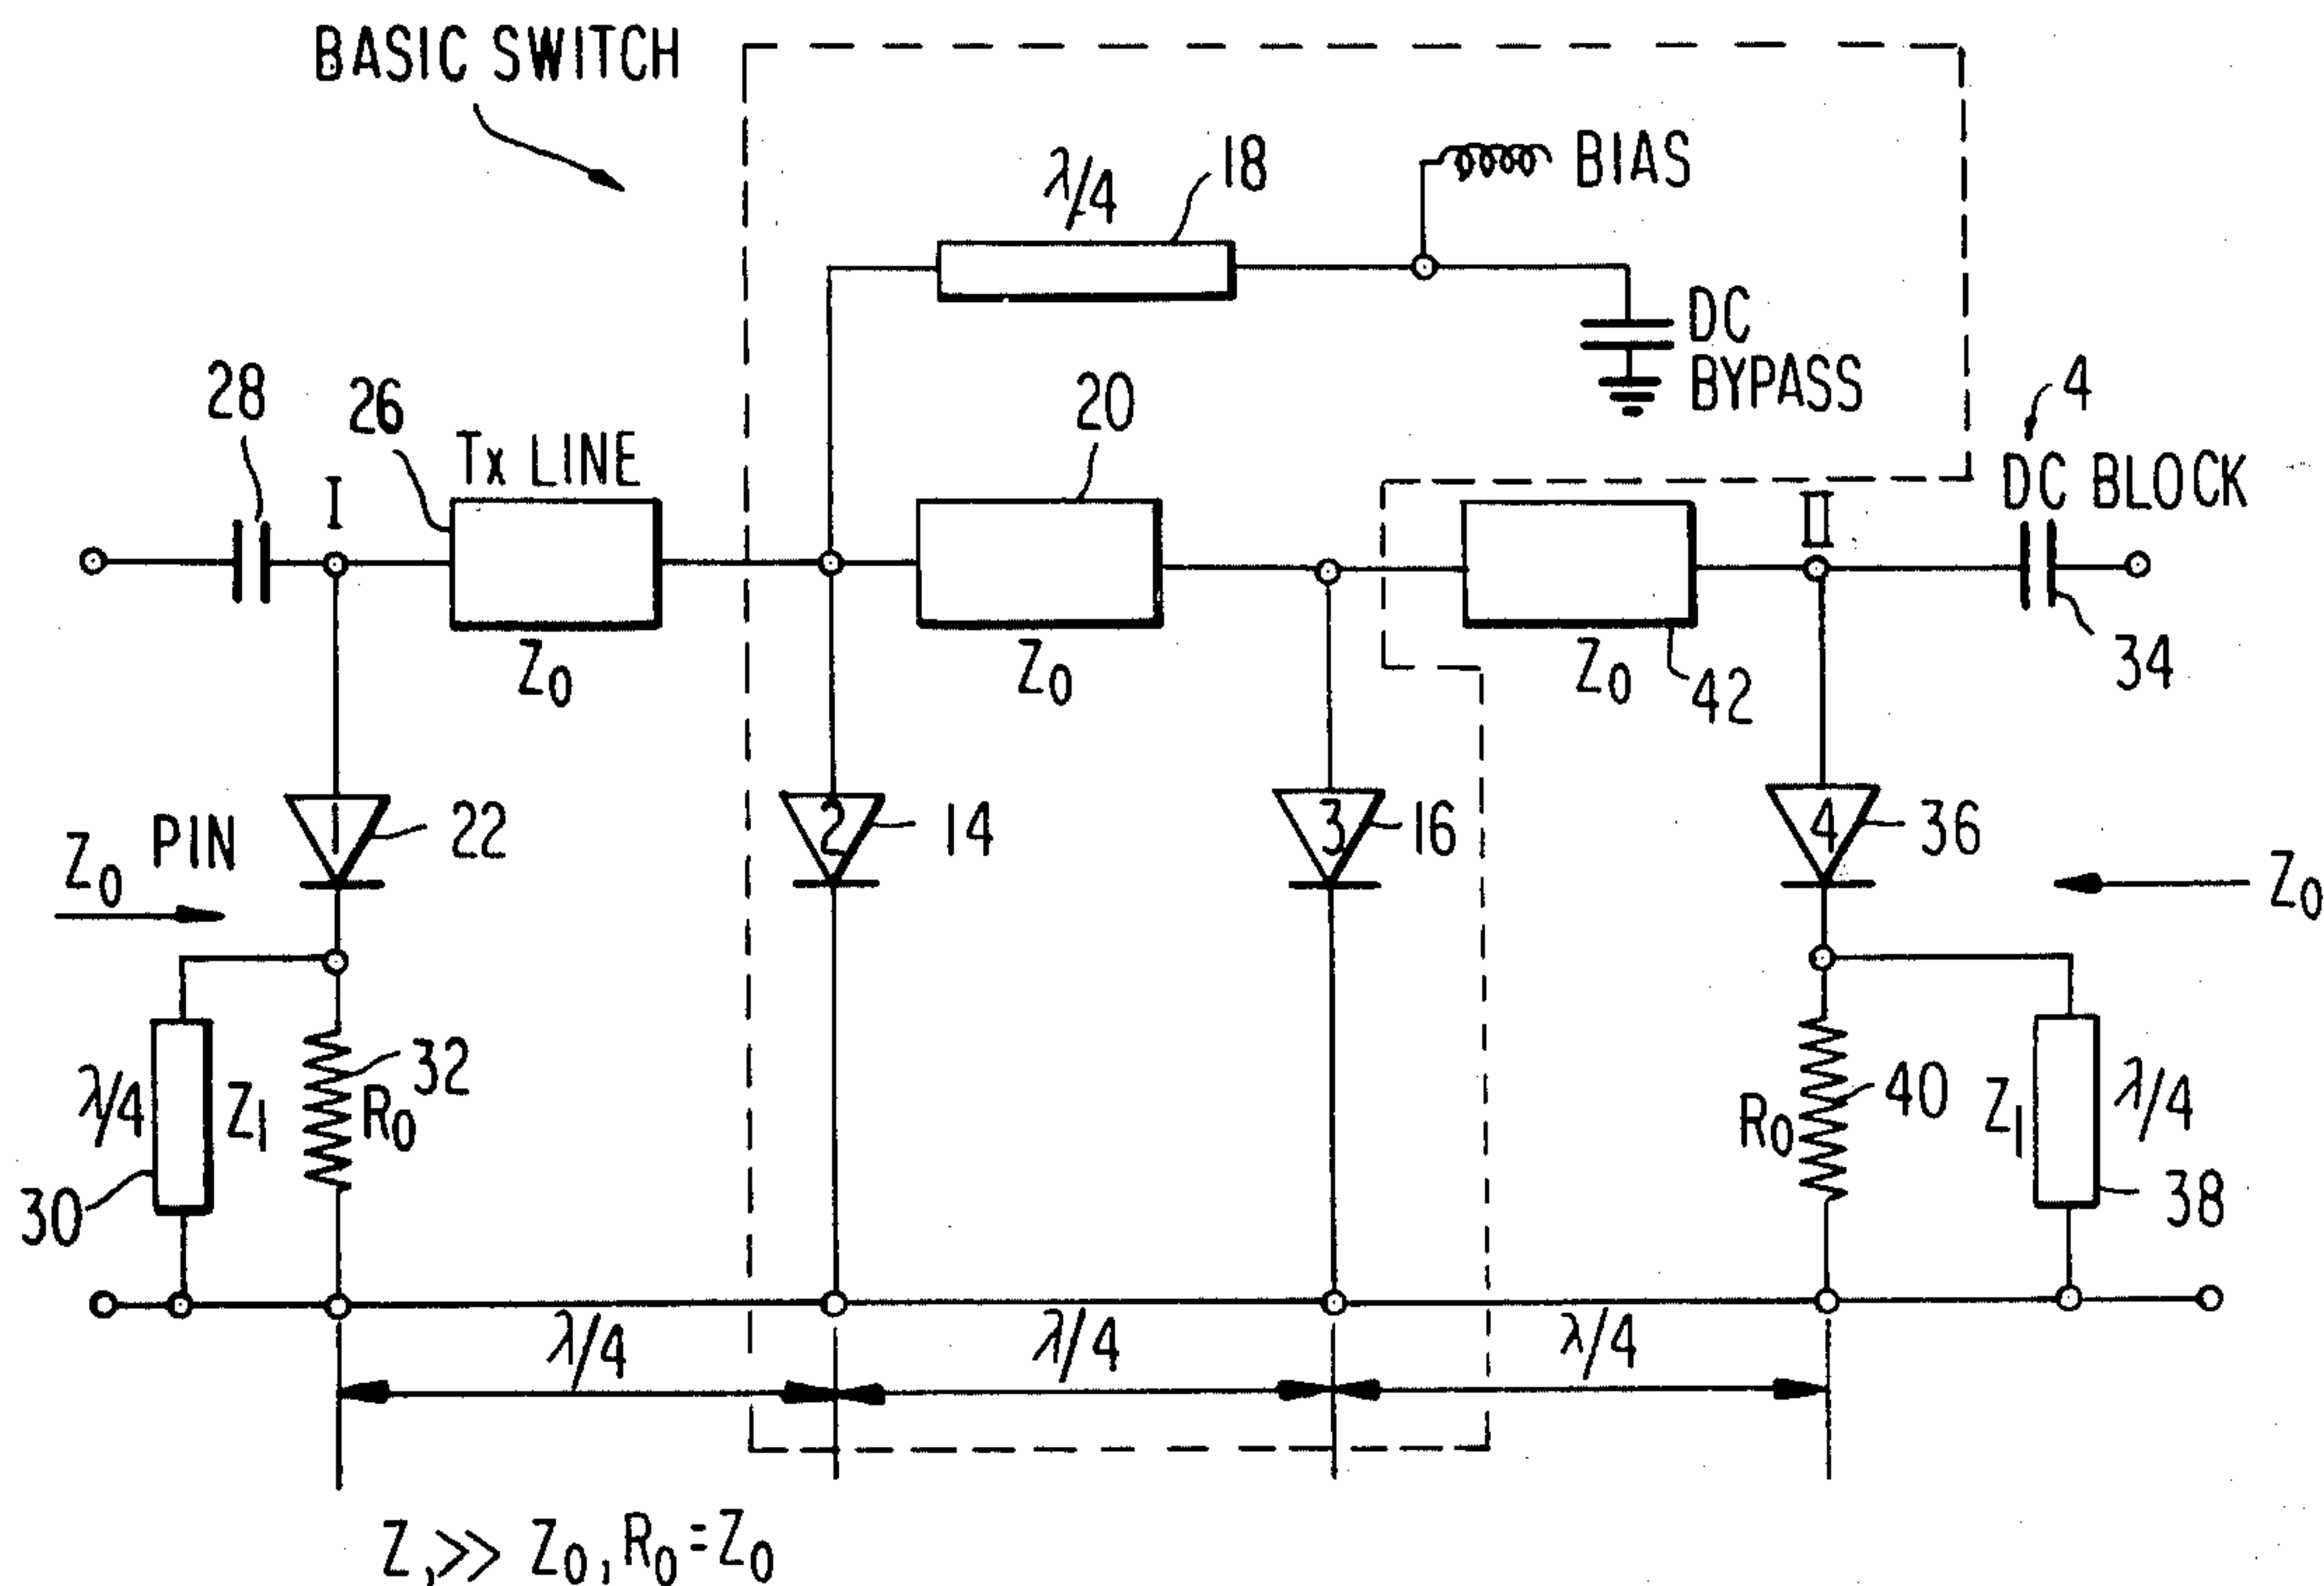 BASIC SWITCH
BIAS
λ/4
18
DC
BYPASS
28
26
Tx LINE
20
4
DC BLOCK
I
II
Z0
Z0
Z0
42
34
Z0
PIN
1
22
2
14
3
16
4
36
Z0
λ/4
Z1
32
R0
30
R0
40
Z1
λ/4
38
λ/4
λ/4
λ/4
Z1 >> Z0, R0 = Z0